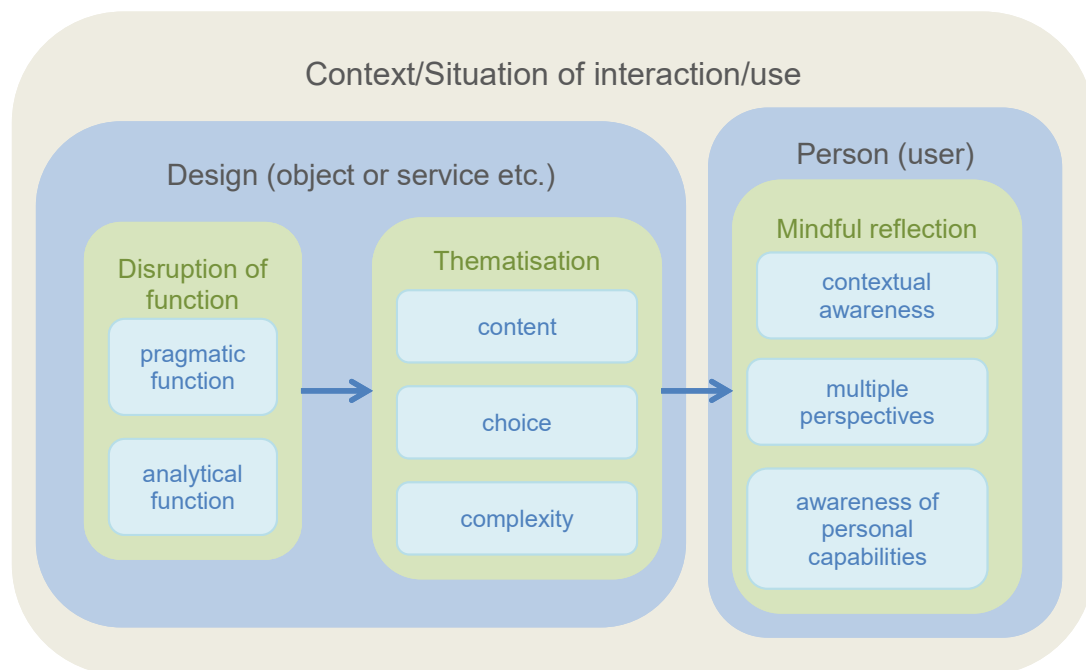 Context/Situation of interaction/use
Design (object or service etc.)
Disruption of
function
pragmatic
function
analytical
function
Thematisation
content
choice
complexity
Person (user)
Mindful reflection
contextual
awareness
multiple
perspectives
awareness of
personal
capabilities